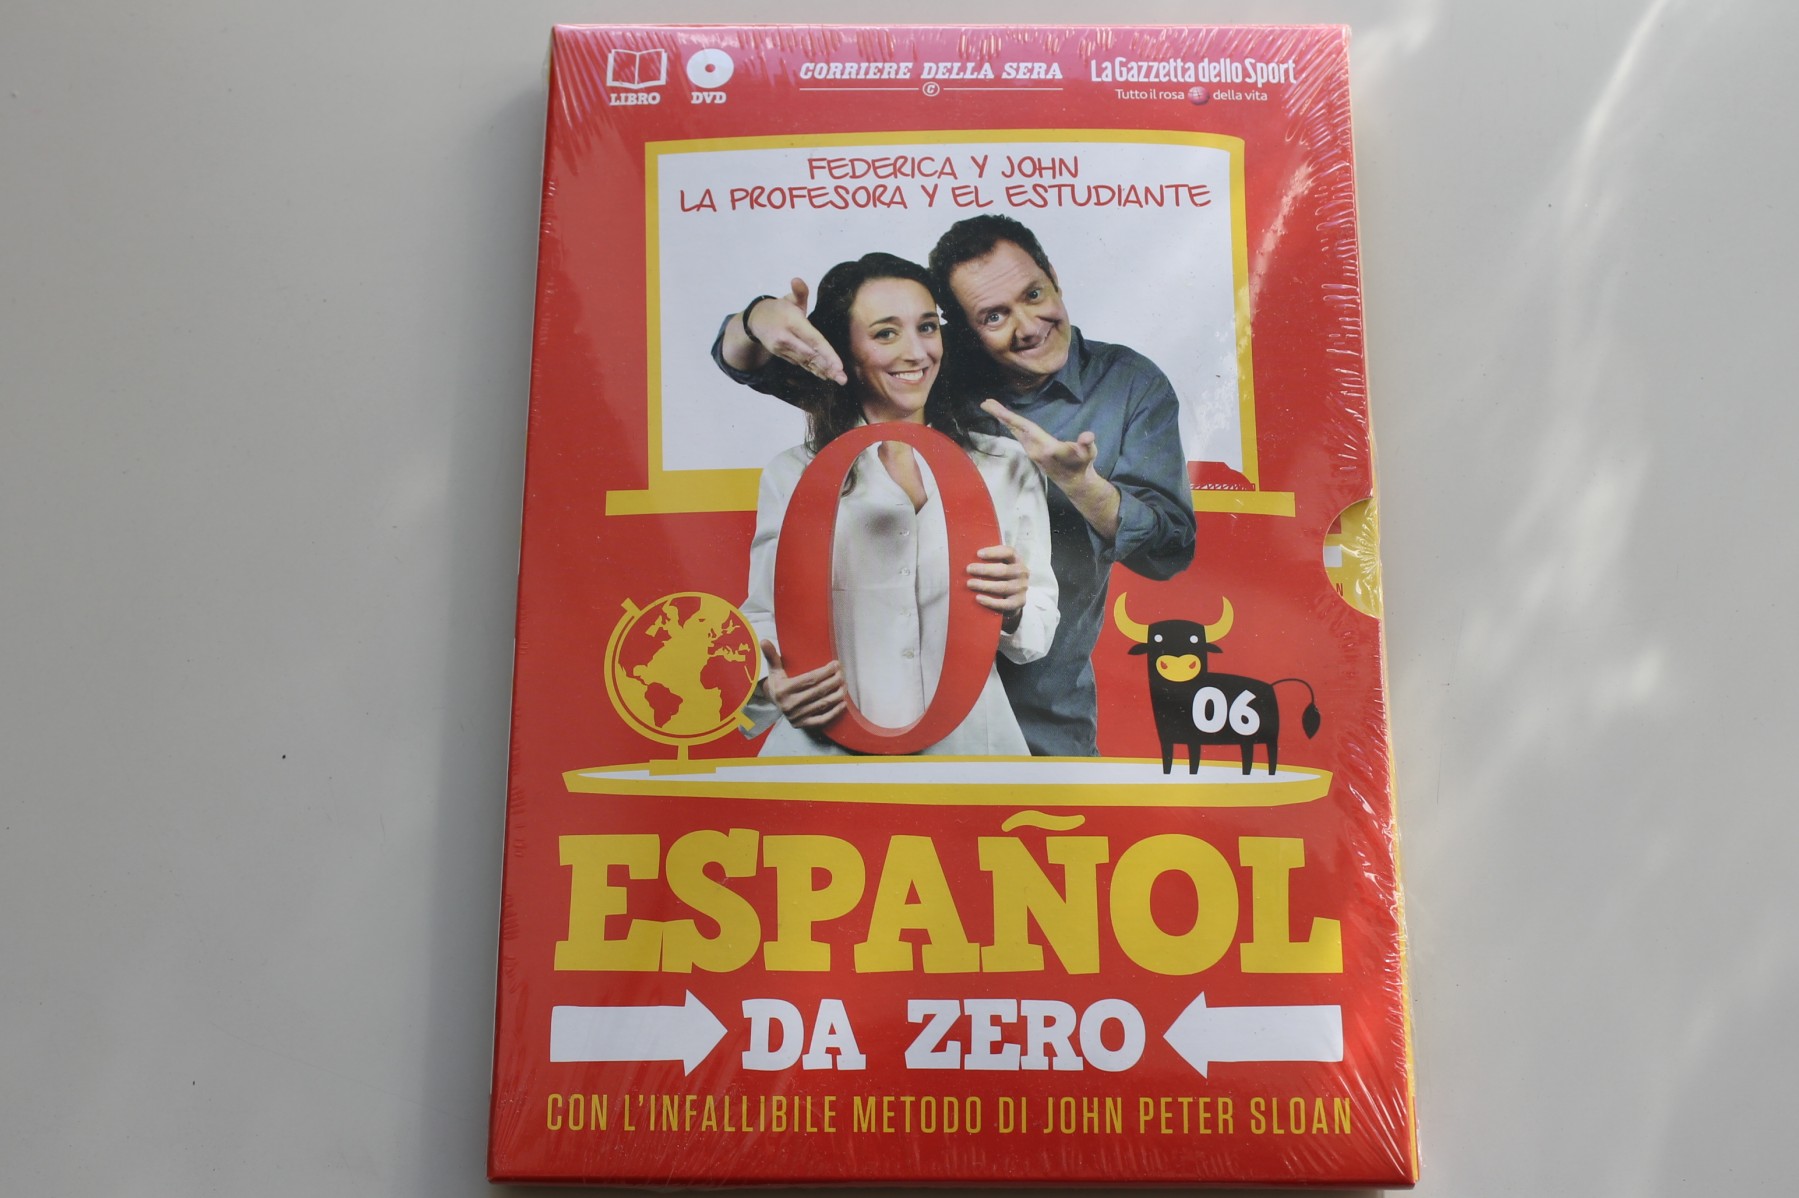 LIBRO
DVD
CORRIERE DELLA SERA
C
La Gazzetta dello Sport
Tutto il rosa della vita
FEDERICA Y JOHN
LA PROFESORA Y EL ESTUDIANTE
0
N
06
ESPAÑOL
DA ZERO
CON L'INFALLIBILE METODO DI JOHN PETER SLOAN